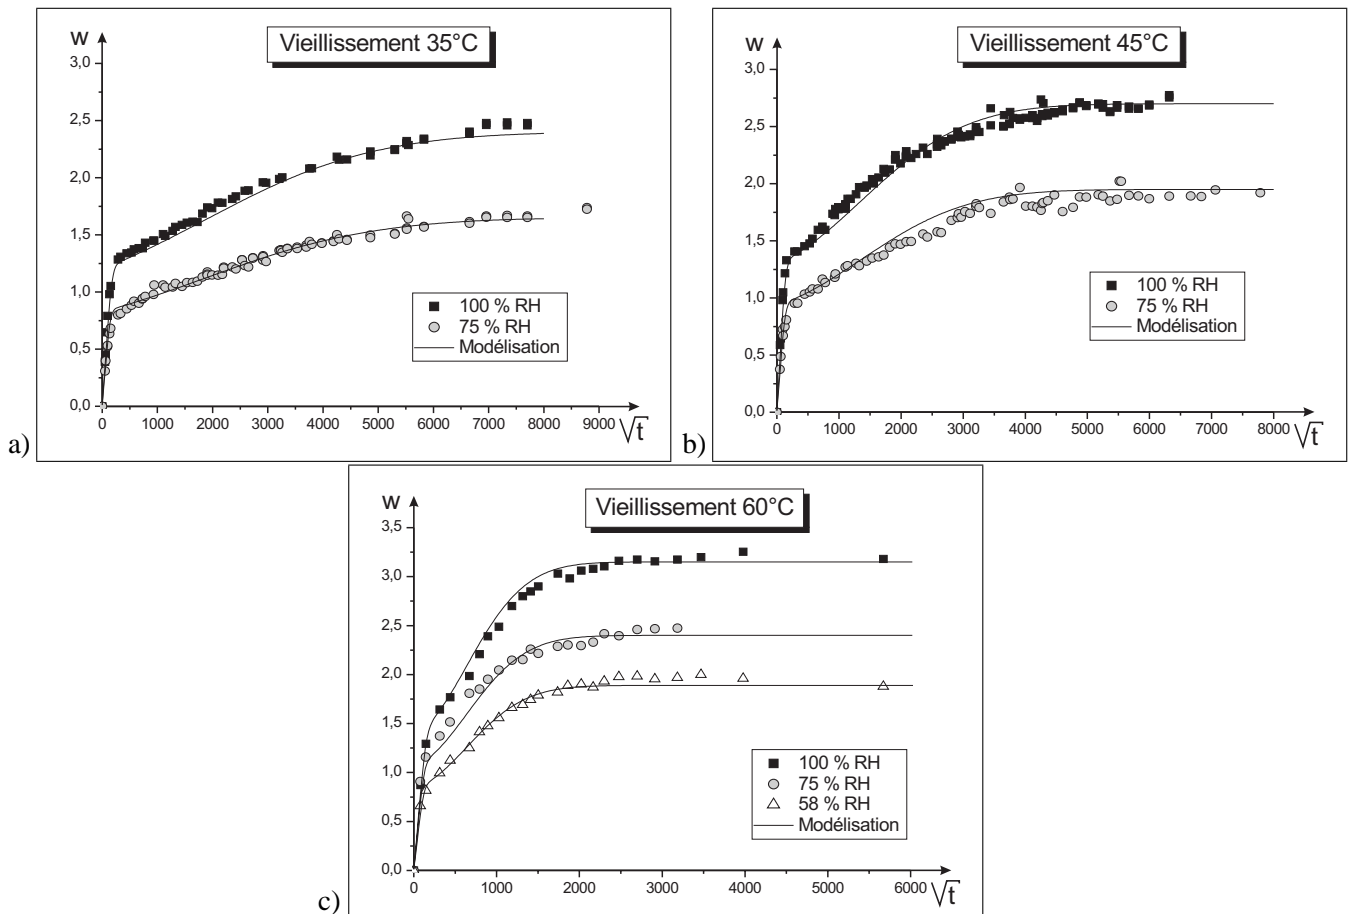 Vieillissement 35°C
w
3,0
2,5
2,0
1,5
1,0
0,5
0,0
0 1000 2000 3000 4000 5000 6000 7000 8000 9000
√t
100 % RH
75 % RH
Modélisation
a)
Vieillissement 45°C
w
3,0
2,5
2,0
1,5
1,0
0,5
0,0
0 1000 2000 3000 4000 5000 6000 7000 8000
√t
100 % RH
75 % RH
Modélisation
b)
Vieillissement 60°C
w
3,5
3,0
2,5
2,0
1,5
1,0
0,5
0,0
0 1000 2000 3000 4000 5000 6000
√t
100 % RH
75 % RH
58 % RH
Modélisation
c)